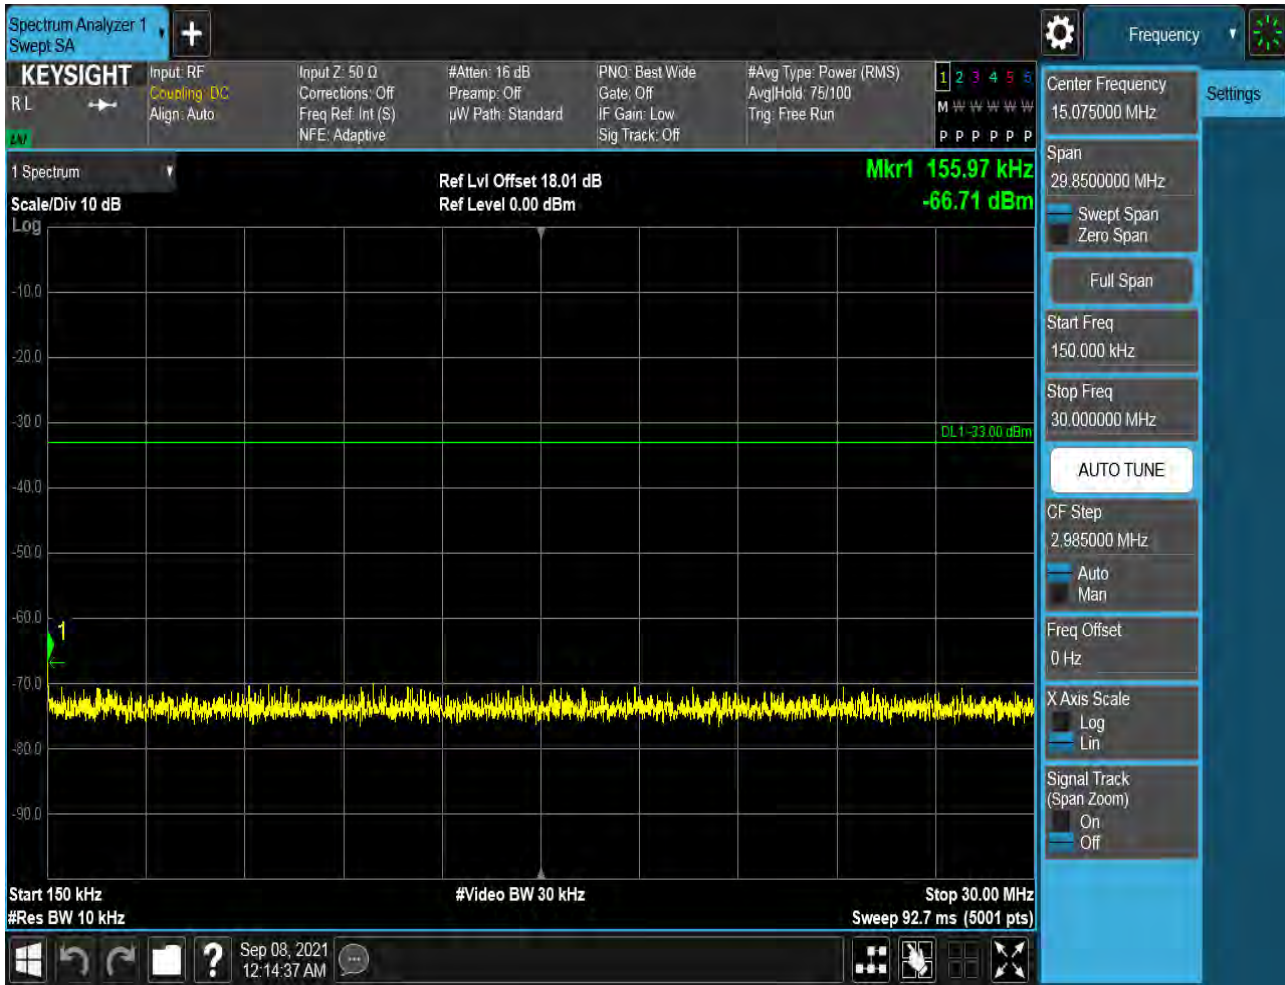 Spectrum Analyzer 1
Swept SA
+
Frequency
KEYSIGHT
R L
LNI
Input: RF
Coupling: DC
Align: Auto
Input Z: 50 Ω
Corrections: Off
Freq Ref: Int (S)
NFE: Adaptive
#Atten: 16 dB
Preamp: Off
µW Path: Standard
PNO: Best Wide
Gate: Off
IF Gain: Low
Sig Track: Off
#Avg Type: Power (RMS)
Avg|Hold: 75/100
Trig: Free Run
1 2 3 4 5 6
M W W W W W
P P P P P P
1 Spectrum
Scale/Div 10 dB
Log
Ref Lvl Offset 18.01 dB
Ref Level 0.00 dBm
Mkr1 155.97 kHz
-66.71 dBm
-10.0
-20.0
-30.0
DL1 -33.00 dBm
-40.0
-50.0
-60.0
1
-70.0
-80.0
-90.0
Start 150 kHz
#Video BW 30 kHz
Stop 30.00 MHz
#Res BW 10 kHz
Sweep 92.7 ms (5001 pts)
?
Sep 08, 2021
12:14:37 AM
Center Frequency
15.075000 MHz
Settings
Span
29.8500000 MHz
Swept Span
Zero Span
Full Span
Start Freq
150.000 kHz
Stop Freq
30.000000 MHz
AUTO TUNE
CF Step
2.985000 MHz
Auto
Man
Freq Offset
0 Hz
X Axis Scale
Log
Lin
Signal Track
(Span Zoom)
On
Off